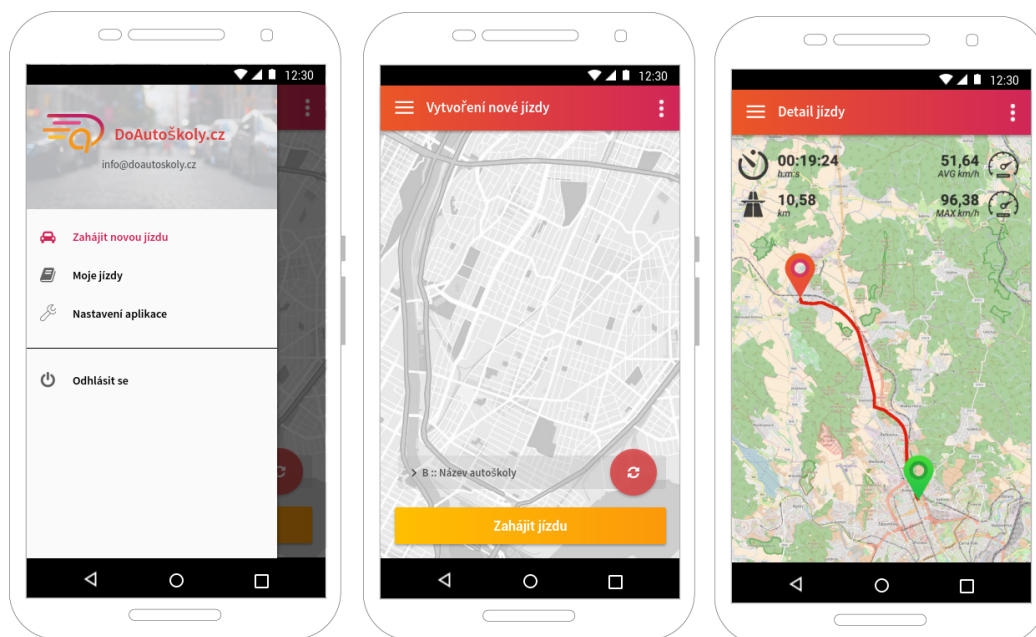 12:30
DoAutoŠkoly.cz
info@doautoskoly.cz
Zahájit novou jízdu
Moje jízdy
Nastavení aplikace
Odhlásit se
12:30
Vytvoření nové jízdy
B :: Název autoškoly
Zahájit jízdu
12:30
Detail jízdy
00:19:24
h:m:s
51,64
AVG km/h
10,58
km
96,38
MAX km/h